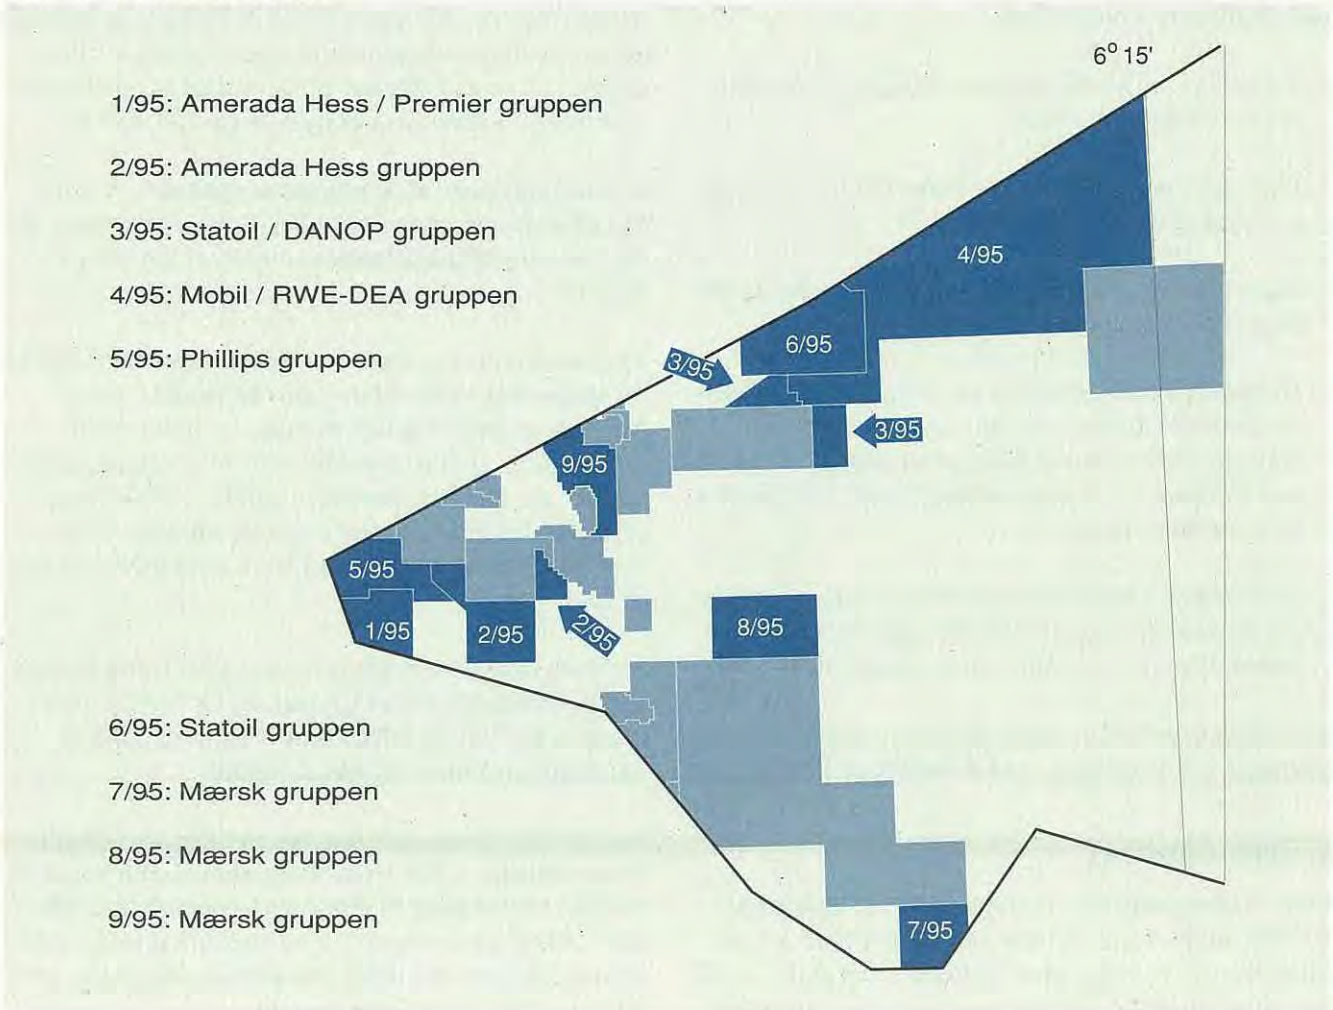 6° 15'
1/95: Amerada Hess / Premier gruppen
2/95: Amerada Hess gruppen
3/95: Statoil / DANOP gruppen
4/95: Mobil / RWE-DEA gruppen
5/95: Phillips gruppen
4/95
6/95
3/95
3/95
9/95
5/95
1/95
2/95
2/95
8/95
6/95: Statoil gruppen
7/95: Mærsk gruppen
8/95: Mærsk gruppen
9/95: Mærsk gruppen
7/95